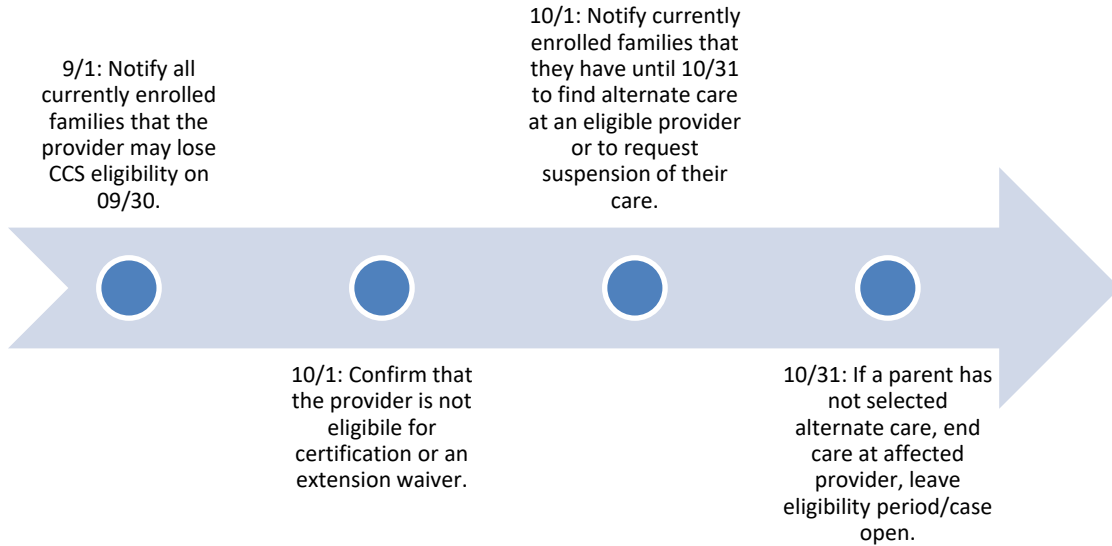 9/1: Notify all
currently enrolled
families that the
provider may lose
CCS eligibility on
09/30.
10/1: Confirm that
the provider is not
eligibile for
certification or an
extension waiver.
10/1: Notify currently
enrolled families that
they have until 10/31
to find alternate care
at an eligible provider
or to request
suspension of their
care.
10/31: If a parent has
not selected
alternate care, end
care at affected
provider, leave
eligibility period/case
open.